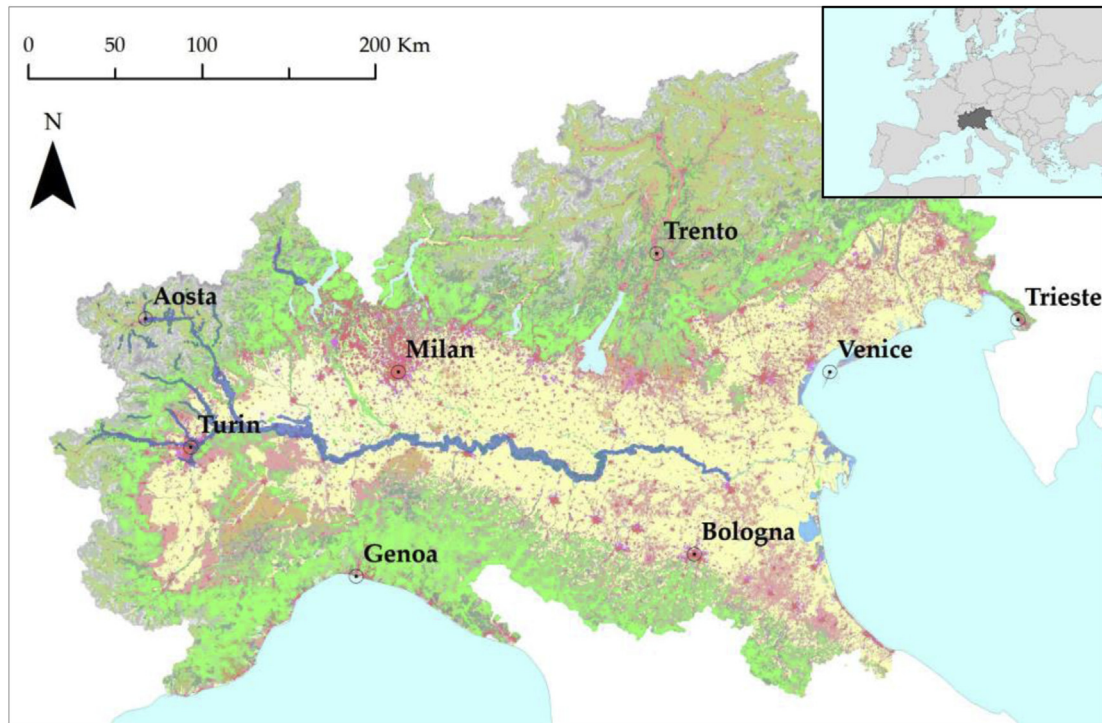 0 50 100 200 Km
N
Trento
Aosta
Trieste
Milan
Venice
Turin
Bologna
Genoa